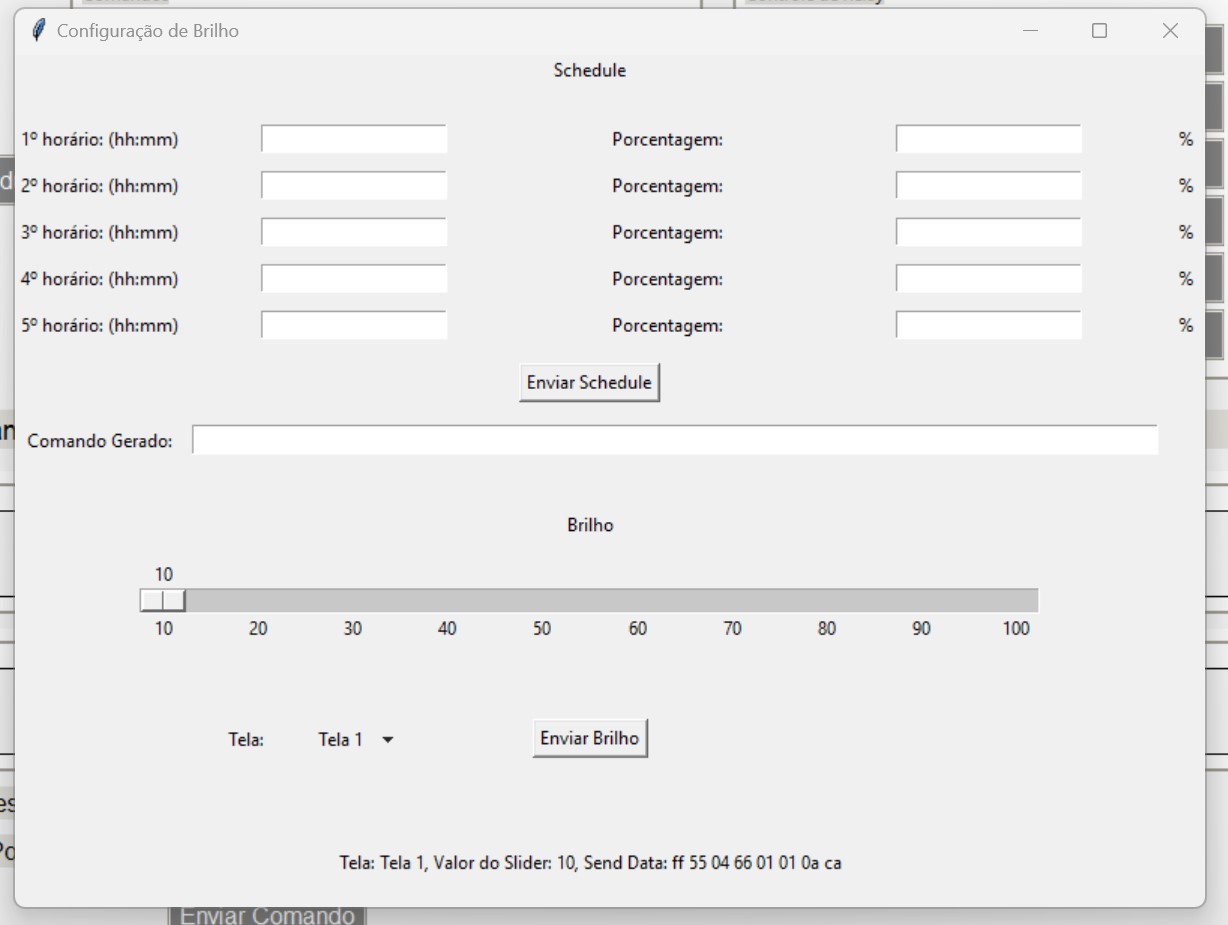 Configuração de Brilho
Schedule
1º horário: (hh:mm) Porcentagem: %
2º horário: (hh:mm) Porcentagem: %
3º horário: (hh:mm) Porcentagem: %
4º horário: (hh:mm) Porcentagem: %
5º horário: (hh:mm) Porcentagem: %
Enviar Schedule
Comando Gerado:
Brilho
10
10 20 30 40 50 60 70 80 90 100
Tela: Tela 1 Enviar Brilho
Tela: Tela 1, Valor do Slider: 10, Send Data: ff 55 04 66 01 01 0a ca
Enviar Comando